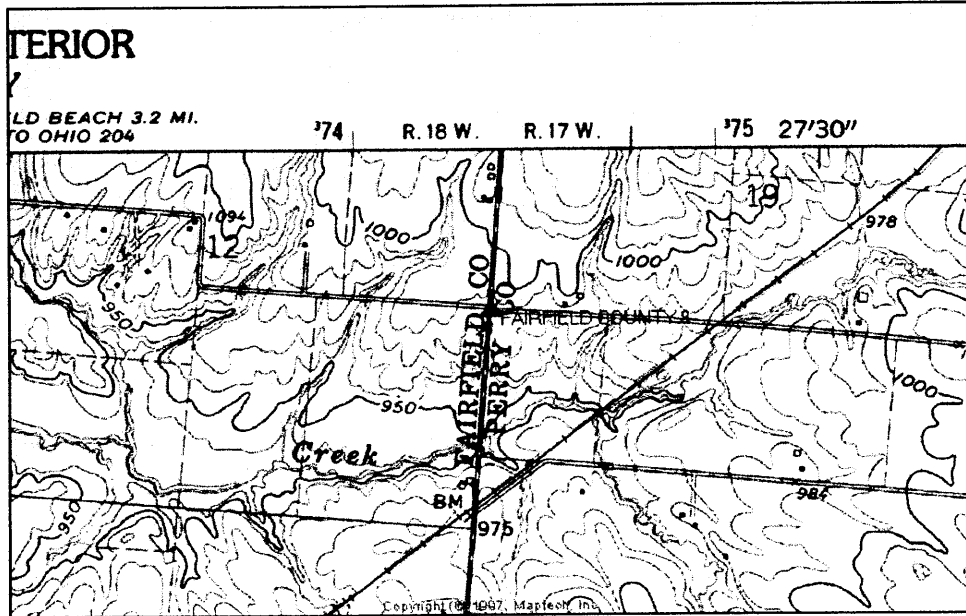 TERIOR
Y
LD BEACH 3.2 MI.
TO OHIO 204
³74 R. 18 W. R. 17 W. ³75 27'30"
19
978
1094
12
1000
1000
950
FAIRFIELD CO
PERRY CO
FAIRFIELD COUNTY 8
1000
950
Creek
984
BM
975
950
Copyright (C) 1997, Maptech, Inc.